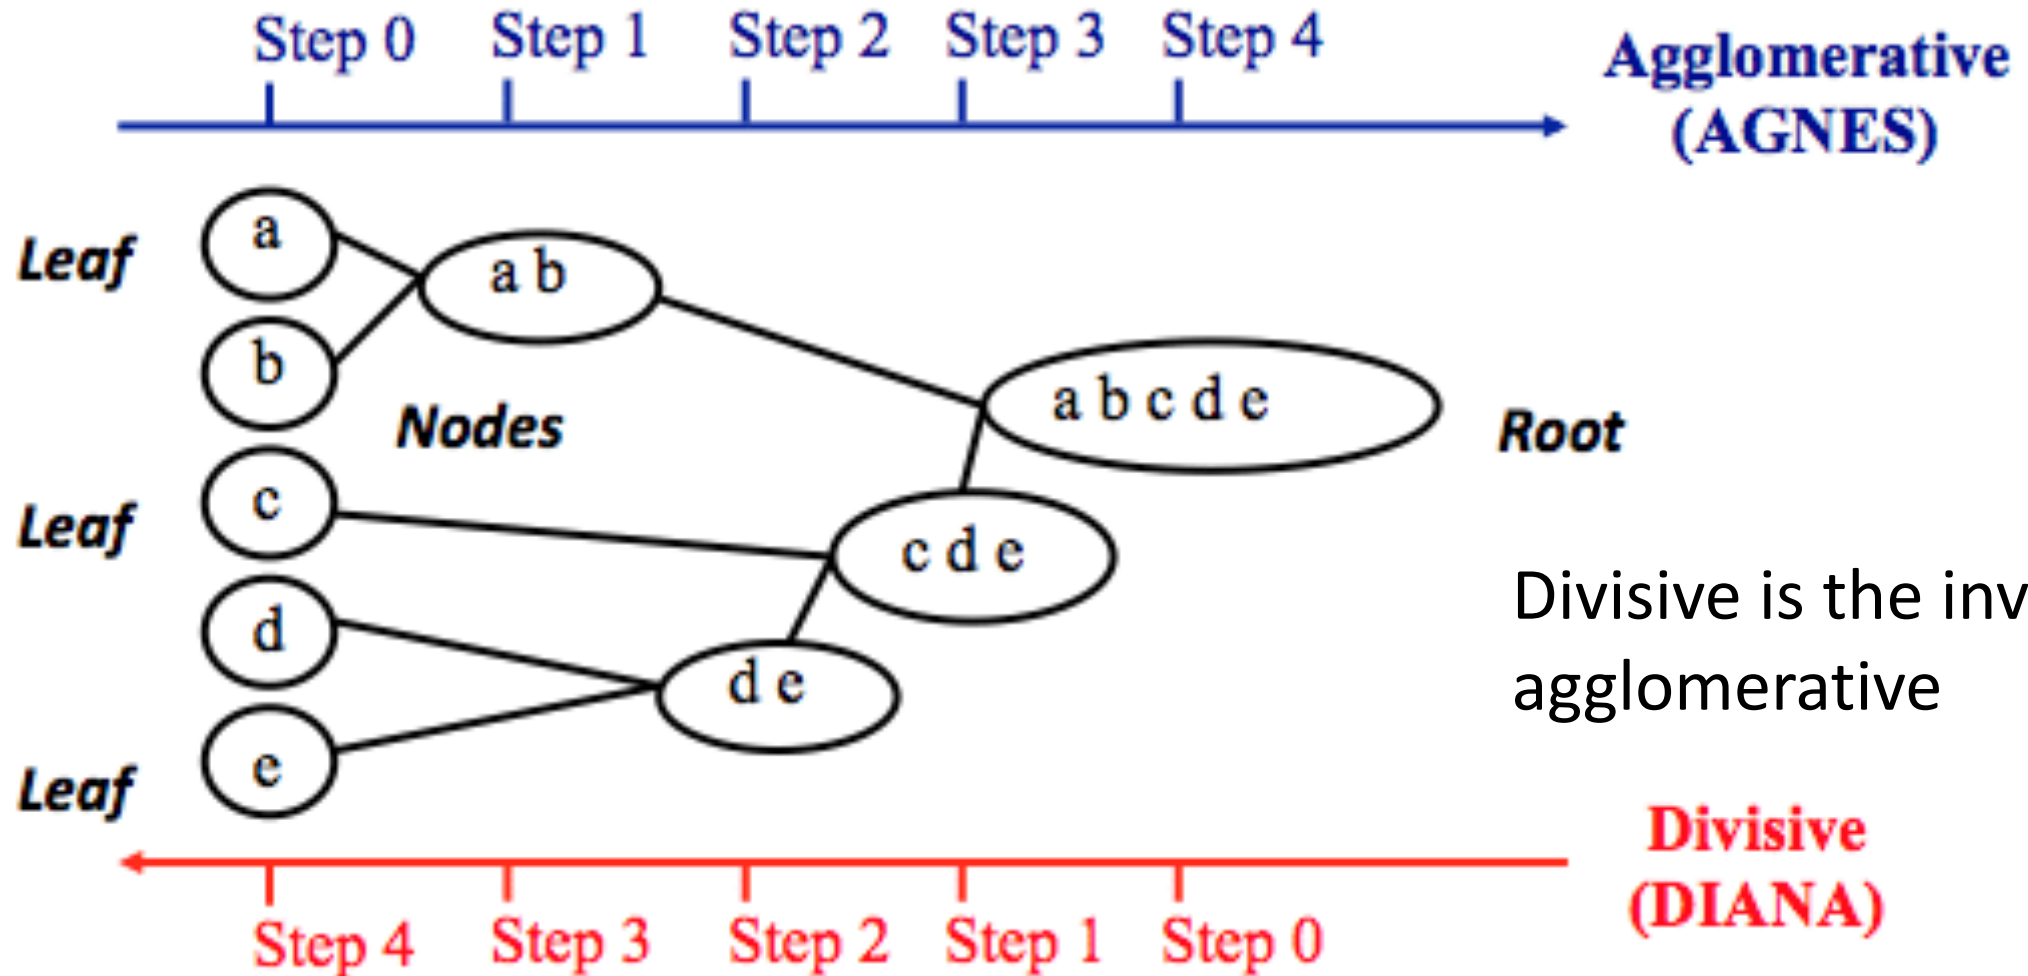 Step 0 Step 1 Step 2 Step 3 Step 4
Agglomerative
(AGNES)
Leaf
a
a b
b
Nodes
a b c d e
Root
Leaf
c
c d e
d
d e
Leaf
e
Divisive is the inv
agglomerative
Divisive
(DIANA)
Step 4 Step 3 Step 2 Step 1 Step 0